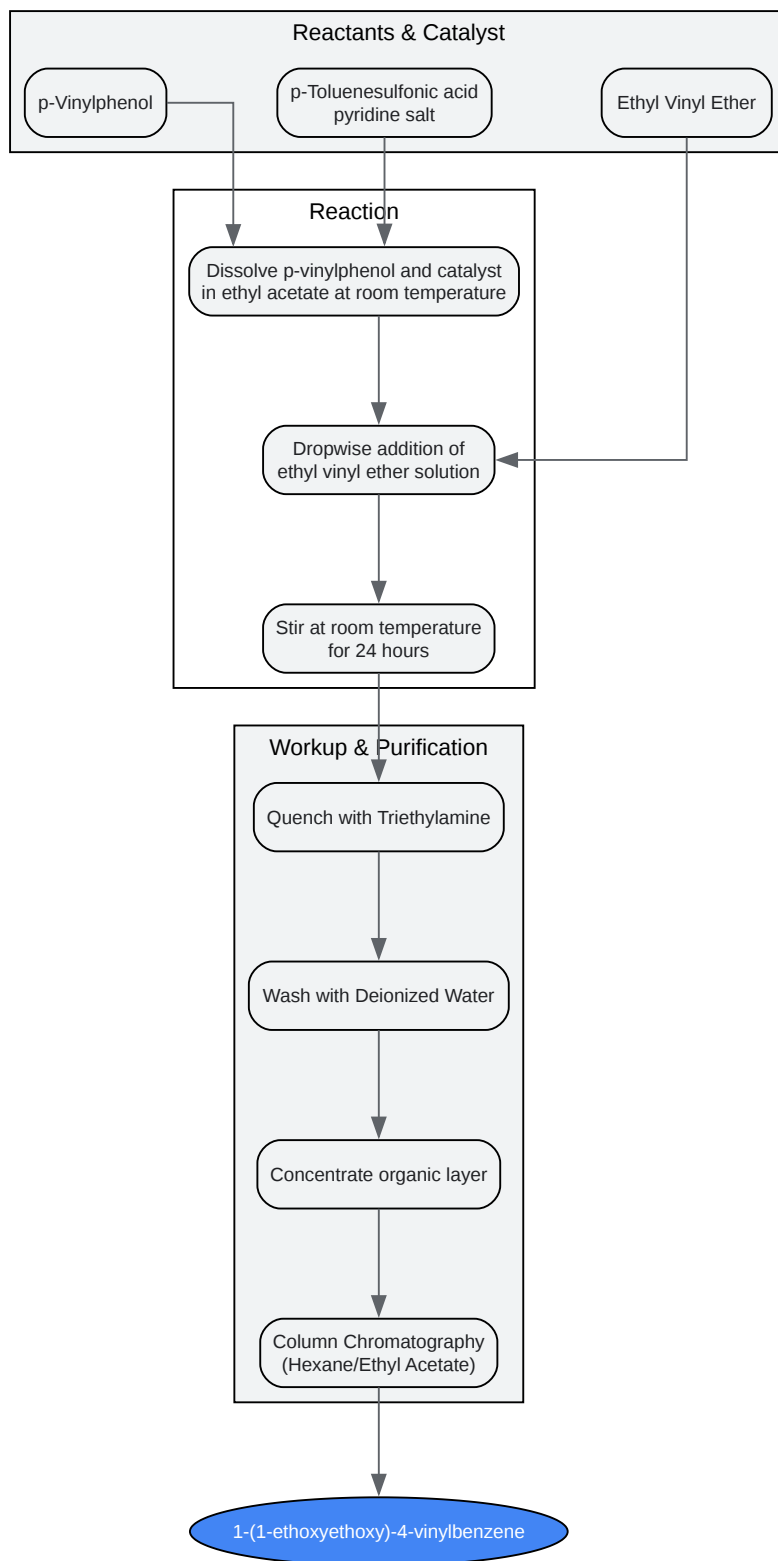 Reactants & Catalyst
p-Vinylphenol
p-Toluenesulfonic acid
pyridine salt
Ethyl Vinyl Ether
Reaction
Dissolve p-vinylphenol and catalyst
in ethyl acetate at room temperature
Dropwise addition of
ethyl vinyl ether solution
Stir at room temperature
for 24 hours
Workup & Purification
Quench with Triethylamine
Wash with Deionized Water
Concentrate organic layer
Column Chromatography
(Hexane/Ethyl Acetate)
1-(1-ethoxyethoxy)-4-vinylbenzene